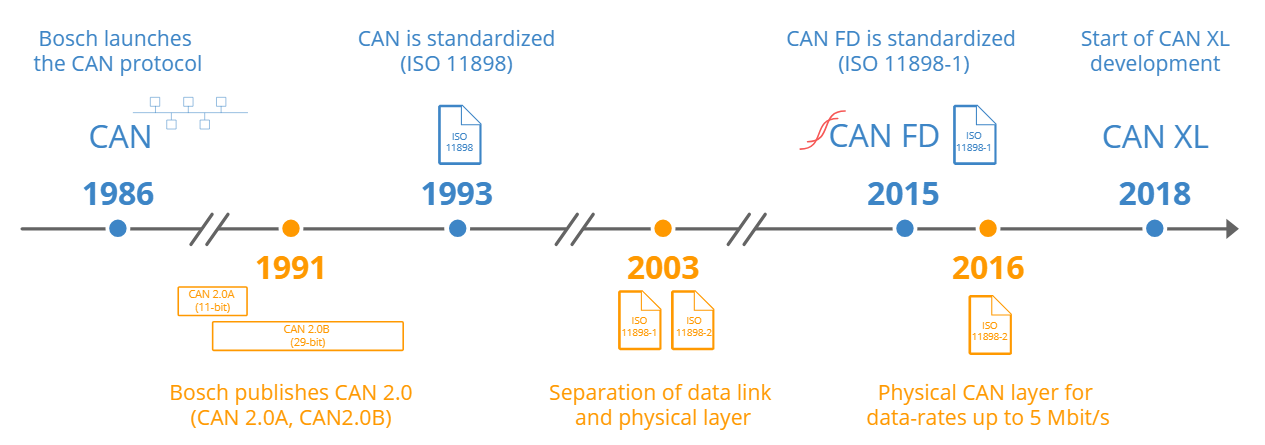 Bosch launches
the CAN protocol
CAN
1986
CAN is standardized
(ISO 11898)
ISO
11898
1993
CAN FD is standardized
(ISO 11898-1)
CAN FD
ISO
11898-1
2015
Start of CAN XL
development
CAN XL
2018
1991
CAN 2.0A
(11-bit)
CAN 2.0B
(29-bit)
Bosch publishes CAN 2.0
(CAN 2.0A, CAN2.0B)
2003
ISO
11898-1
ISO
11898-2
Separation of data link
and physical layer
2016
ISO
11898-2
Physical CAN layer for
data-rates up to 5 Mbit/s